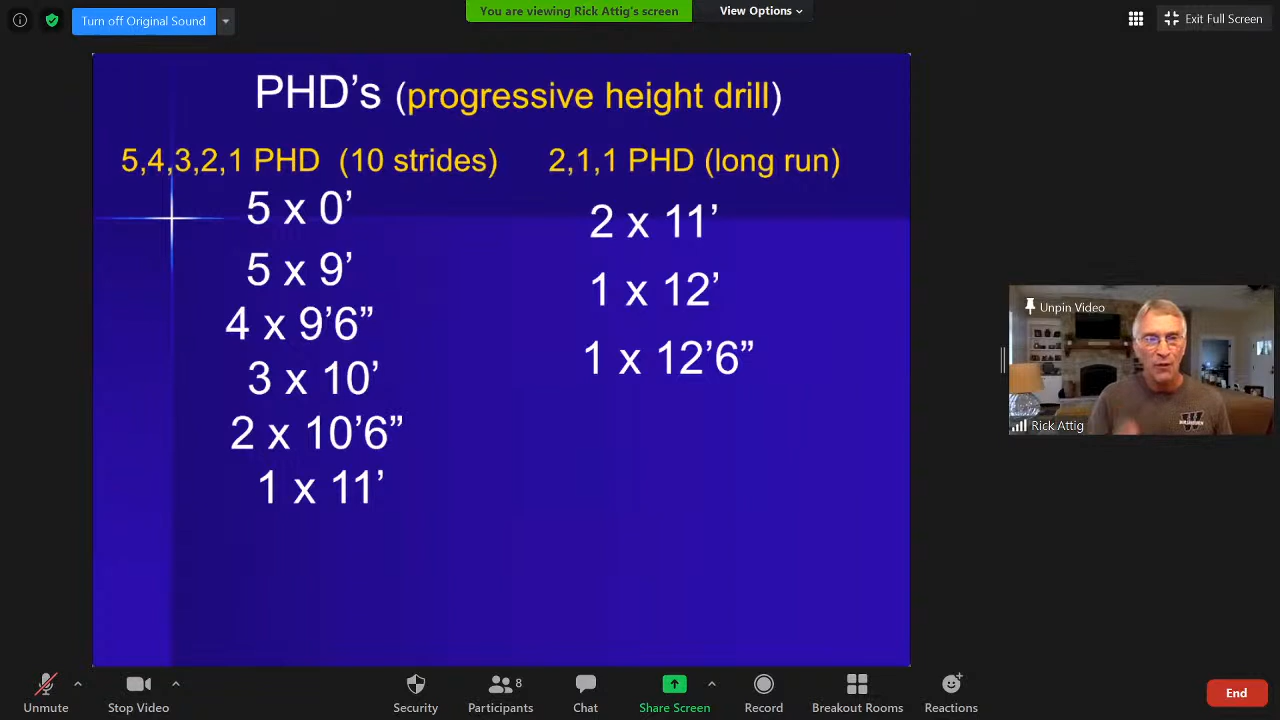 Turn off Original Sound
You are viewing Rick Attig's screen
View Options
Exit Full Screen
PHD’s (progressive height drill)
5,4,3,2,1 PHD (10 strides)
5 x 0’
5 x 9’
4 x 9’6”
3 x 10’
2 x 10’6”
1 x 11’
2,1,1 PHD (long run)
2 x 11’
1 x 12’
1 x 12’6”
Unpin Video
W
Rick Attig
Unmute
Stop Video
Security
8
Participants
Chat
Share Screen
Record
Breakout Rooms
Reactions
End